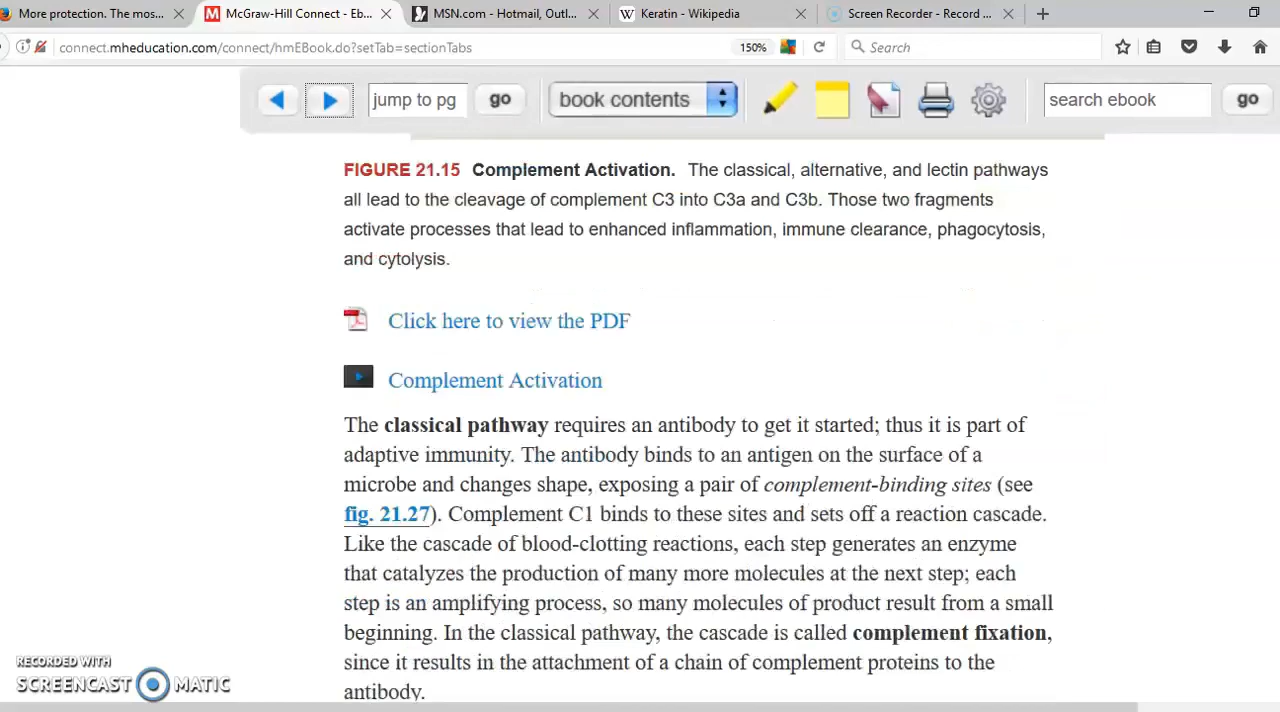 More protection. The mos...
McGraw-Hill Connect - Eb...
MSN.com - Hotmail, Outl...
Keratin - Wikipedia
Screen Recorder - Record ...
connect.mheducation.com/connect/hmEBook.do?setTab=sectionTabs
150%
Search
jump to pg
go
book contents
search ebook
go
FIGURE 21.15 Complement Activation. The classical, alternative, and lectin pathways
all lead to the cleavage of complement C3 into C3a and C3b. Those two fragments
activate processes that lead to enhanced inflammation, immune clearance, phagocytosis,
and cytolysis.
Click here to view the PDF
Complement Activation
The classical pathway requires an antibody to get it started; thus it is part of
adaptive immunity. The antibody binds to an antigen on the surface of a
microbe and changes shape, exposing a pair of complement-binding sites (see
fig. 21.27). Complement C1 binds to these sites and sets off a reaction cascade.
Like the cascade of blood-clotting reactions, each step generates an enzyme
that catalyzes the production of many more molecules at the next step; each
step is an amplifying process, so many molecules of product result from a small
beginning. In the classical pathway, the cascade is called complement fixation,
since it results in the attachment of a chain of complement proteins to the
antibody.
RECORDED WITH
SCREENCAST MATIC